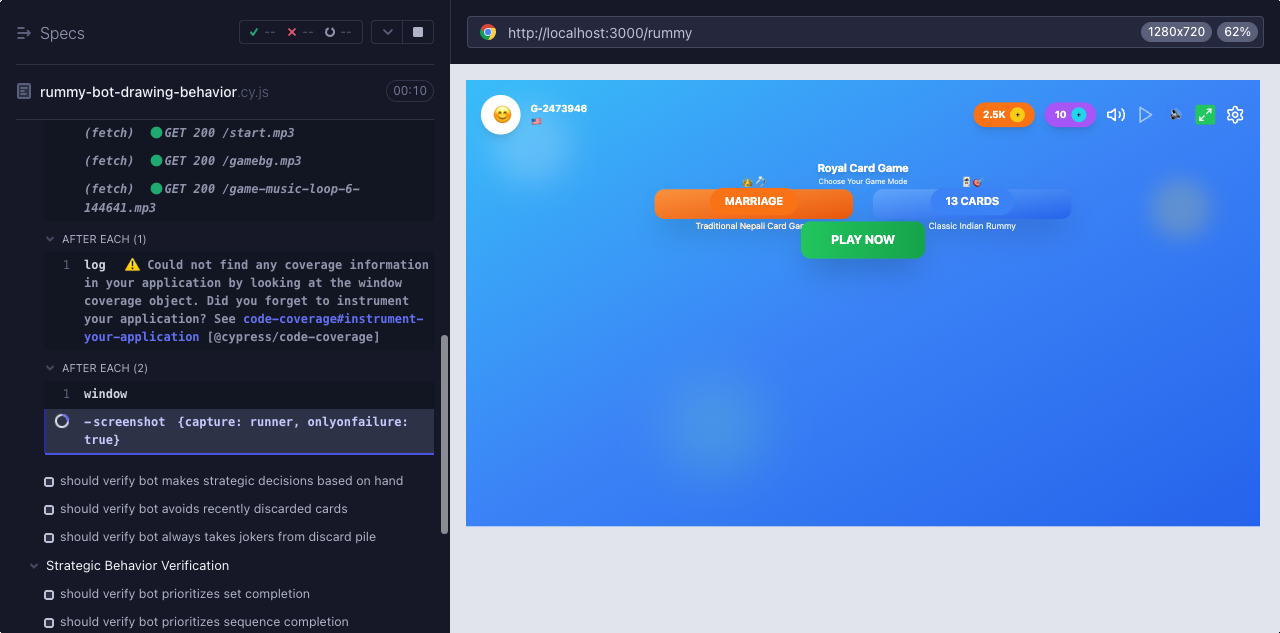 Specs
-- -- --
rummy-bot-drawing-behavior.cy.js
00:10
(fetch) GET 200 /start.mp3
(fetch) GET 200 /gamebg.mp3
(fetch) GET 200 /game-music-loop-6-
144641.mp3
AFTER EACH (1)
1 log ⚠️ Could not find any coverage information
in your application by looking at the window
coverage object. Did you forget to instrument
your application? See code-coverage#instrument-
your-application [@cypress/code-coverage]
AFTER EACH (2)
1 window
-screenshot {capture: runner, onlyonfailure:
true}
should verify bot makes strategic decisions based on hand
should verify bot avoids recently discarded cards
should verify bot always takes jokers from discard pile
Strategic Behavior Verification
should verify bot prioritizes set completion
should verify bot prioritizes sequence completion
http://localhost:3000/rummy
1280x720
62%
G-2473946
2.5K +
10 +
Royal Card Game
Choose Your Game Mode
MARRIAGE
Traditional Nepali Card Gam
13 CARDS
Classic Indian Rummy
PLAY NOW